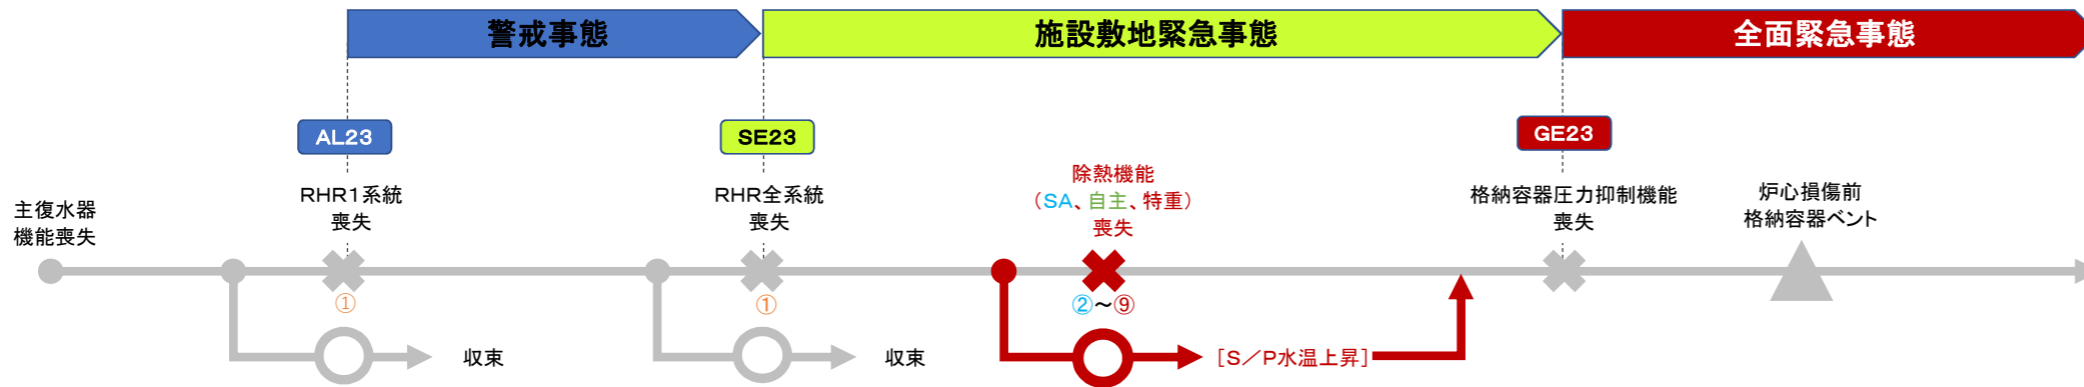 警戒事態
施設敷地緊急事態
全面緊急事態
AL23
SE23
GE23
主復水器
機能喪失
RHR1系統
喪失
①
収束
RHR全系統
喪失
①
収束
除熱機能
(SA、自主、特重)
喪失
②~⑨
[S/P水温上昇]
格納容器圧力抑制機能
喪失
炉心損傷前
格納容器ベント